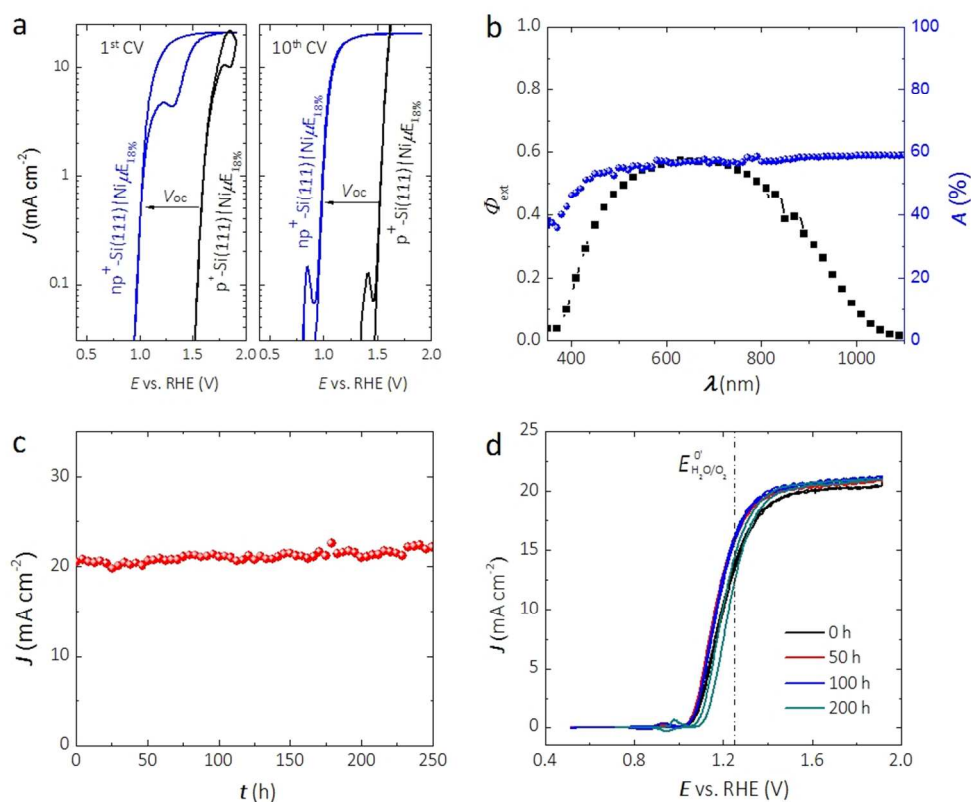 a
1st CV
10th CV
J (mA cm-2)
10
1
0.1
np+-Si(111)|NiμE18%
p+-Si(111)|NiμE18%
VOC
np+-Si(111)|NiμE18%
p+-Si(111)|NiμE18%
VOC
0.5 1.0 1.5 2.0 0.5 1.0 1.5 2.0
E vs. RHE (V) E vs. RHE (V)
b
Φext
1.0
0.8
0.6
0.4
0.2
0.0
100
80
60
40
20
0
A (%)
400 600 800 1000
λ (nm)
c
J (mA cm-2)
30
20
10
0
0 50 100 150 200 250
t (h)
d
J (mA cm-2)
25
20
15
10
5
0
E0'H2O/O2
0 h
50 h
100 h
200 h
0.4 0.8 1.2 1.6 2.0
E vs. RHE (V)